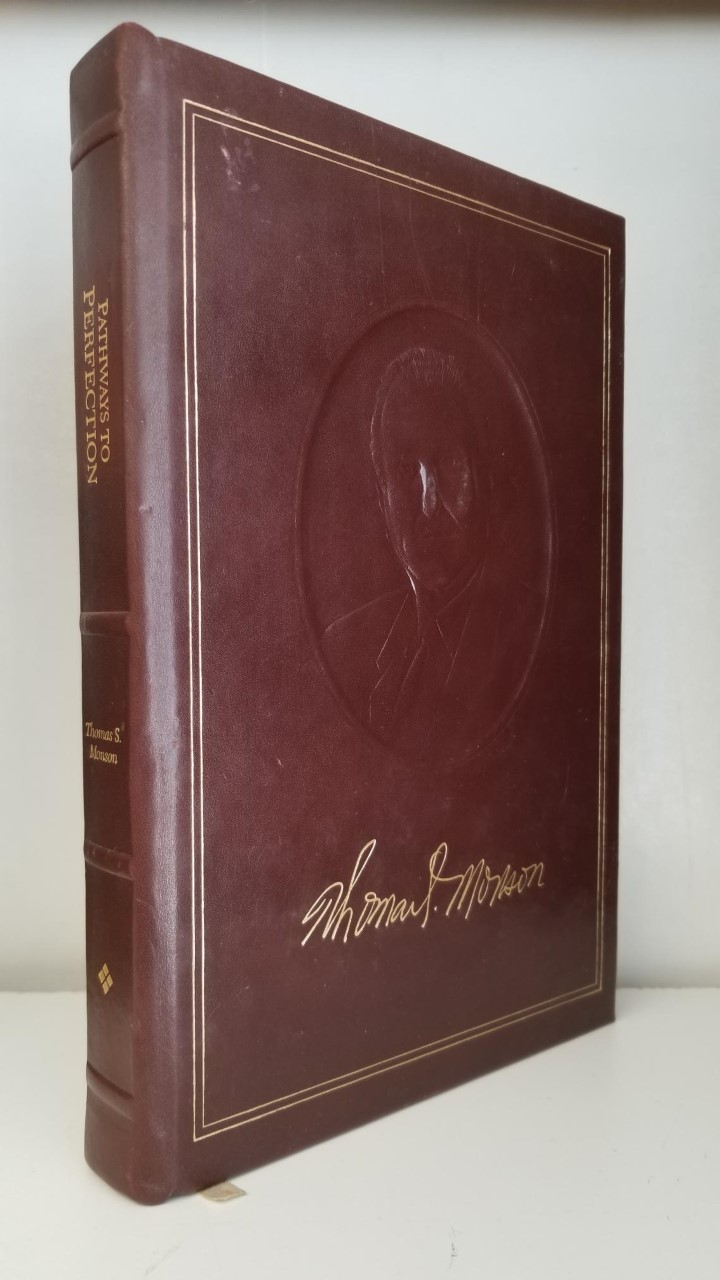 PATHWAYS TO
PERFECTION
Thomas S.
Monson
Thomas S. Monson